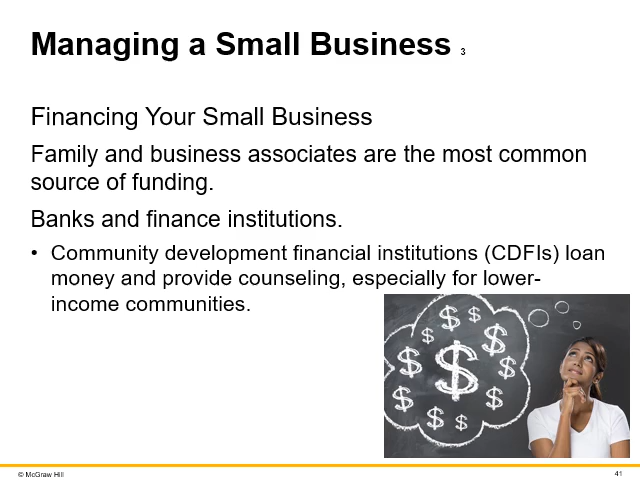 Managing a Small Business 3
Financing Your Small Business
Family and business associates are the most common
source of funding.
Banks and finance institutions.
• Community development financial institutions (CDFIs) loan
money and provide counseling, especially for lower-
income communities.
$ $ $ $ $ $ $ $ $ $ $
© McGraw Hill
41